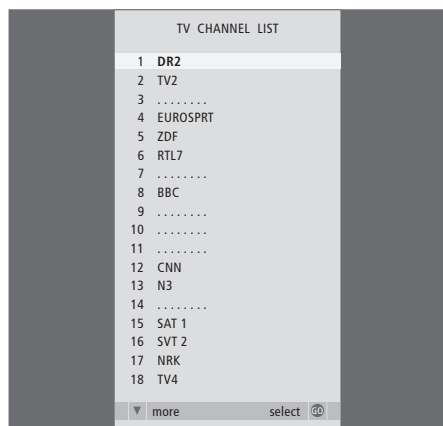 TV CHANNEL LIST
1 DR2
2 TV2
3 ........
4 EUROSPRT
5 ZDF
6 RTL7
7 ........
8 BBC
9 ........
10 ........
11 ........
12 CNN
13 N3
14 ........
15 SAT 1
16 SVT 2
17 NRK
18 TV4
▼ more select GO